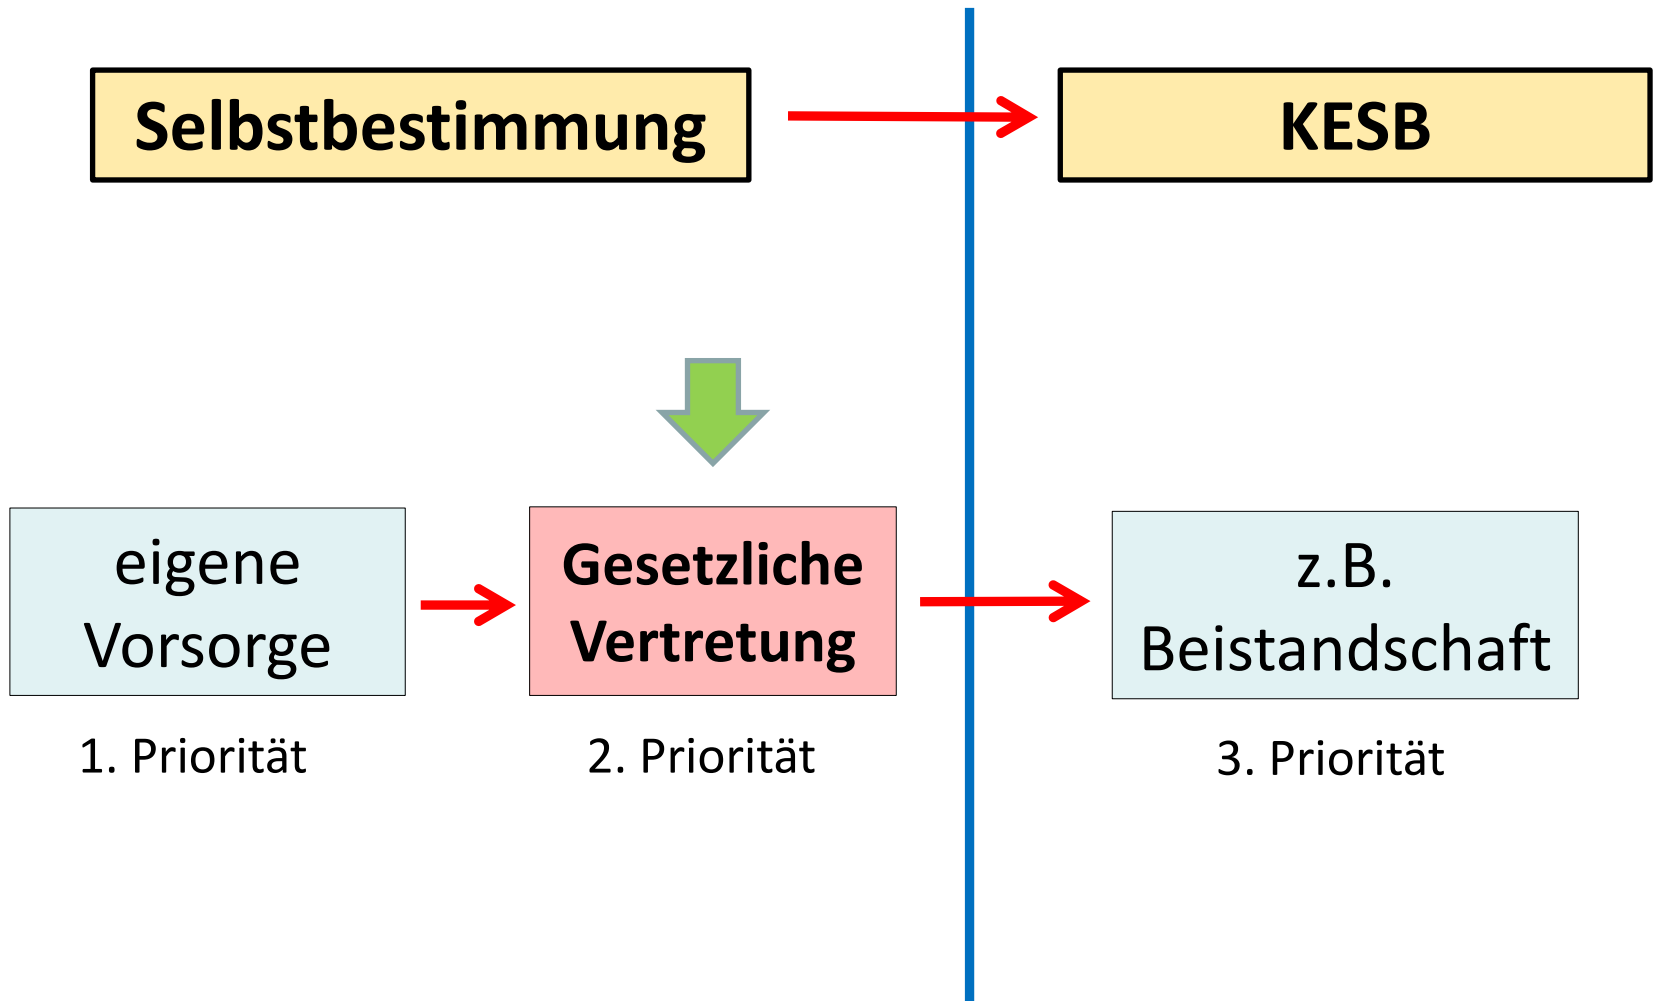 Selbstbestimmung
KESB
eigene
Vorsorge
1. Priorität
Gesetzliche
Vertretung
2. Priorität
z.B.
Beistandschaft
3. Priorität